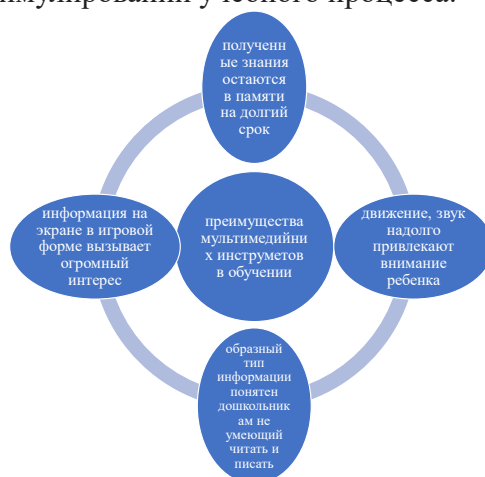 имулировании учебного процесса.
полученн
ые знания
остаются
в памяти
на долгий
срок
информация на
экране в игровой
форме вызывает
огромный
интерес
преимущества
мультимедийни
х инструметов
в обучении
движение, звук
надолго
привлекают
внимание
ребенка
образный
тип
информации
понятен
дошкольник
ам не
умеющий
читать и
писать